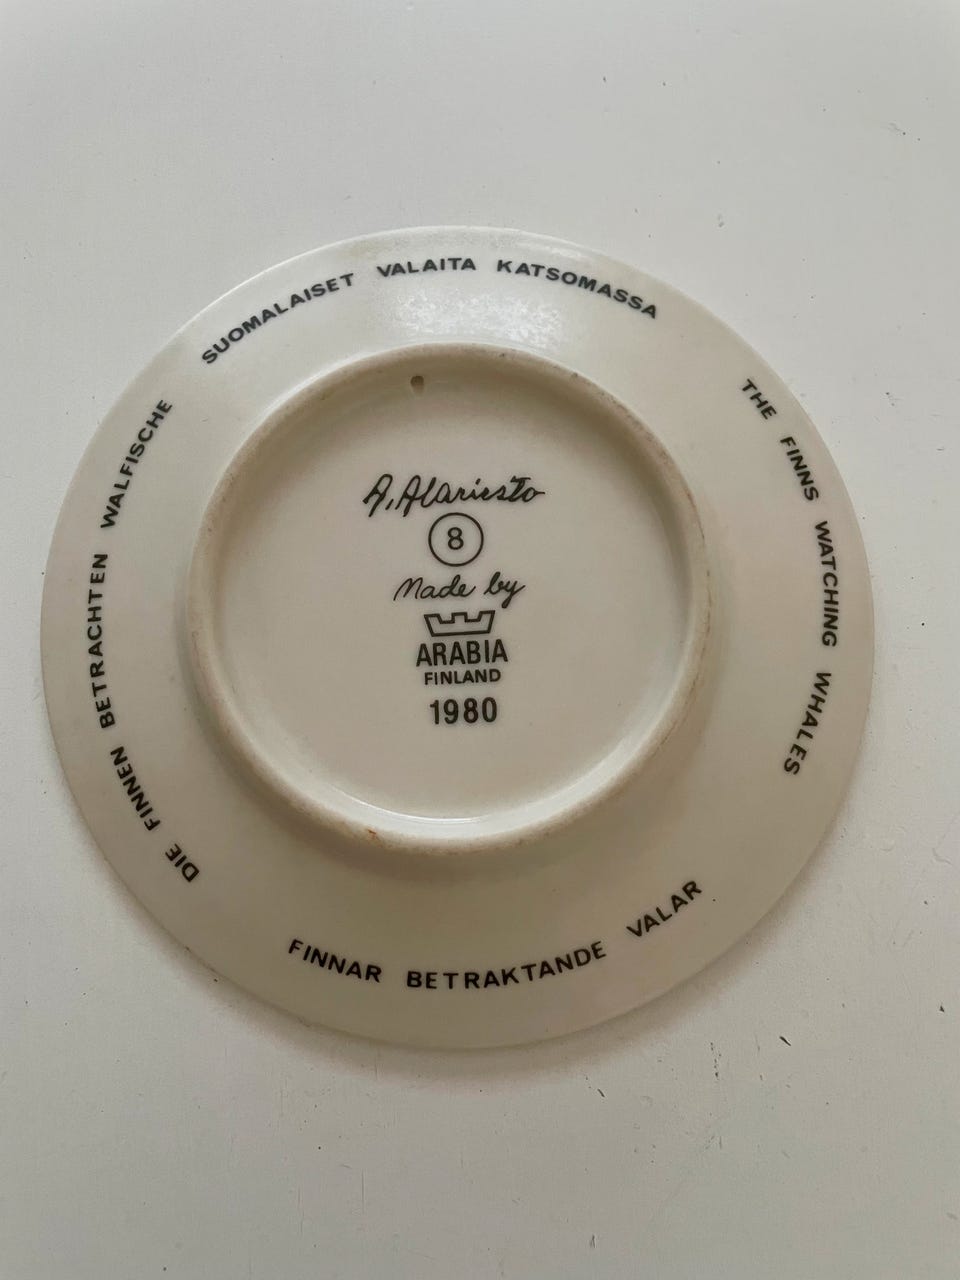 SUOMALAISET VALAITA KATSOMASSA
THE FINNS WATCHING WHALES
FINNAR BETRAKTANDE VALAR
DIE FINNEN BETRACHTEN WALFISCHE
A. Alariesto
8
Made by
ARABIA
FINLAND
1980